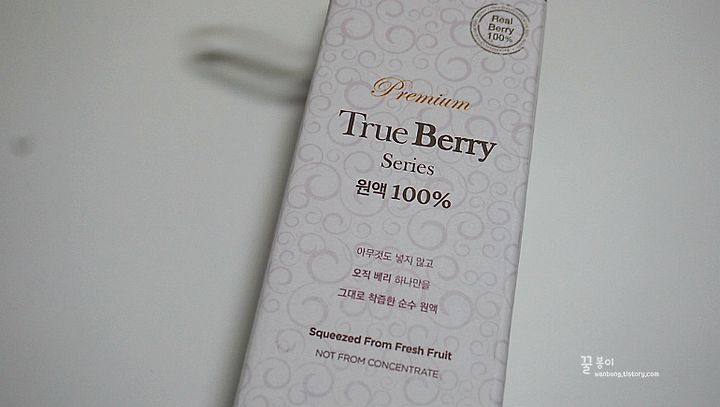 Real
Berry
100%
Premium
True Berry
Series
원액 100%
아무것도 넣지 않고
오직 베리 하나만을
그대로 착즙한 순수 원액
Squeezed From Fresh Fruit
NOT FROM CONCENTRATE
꿀봉이
wanbong.tistory.com